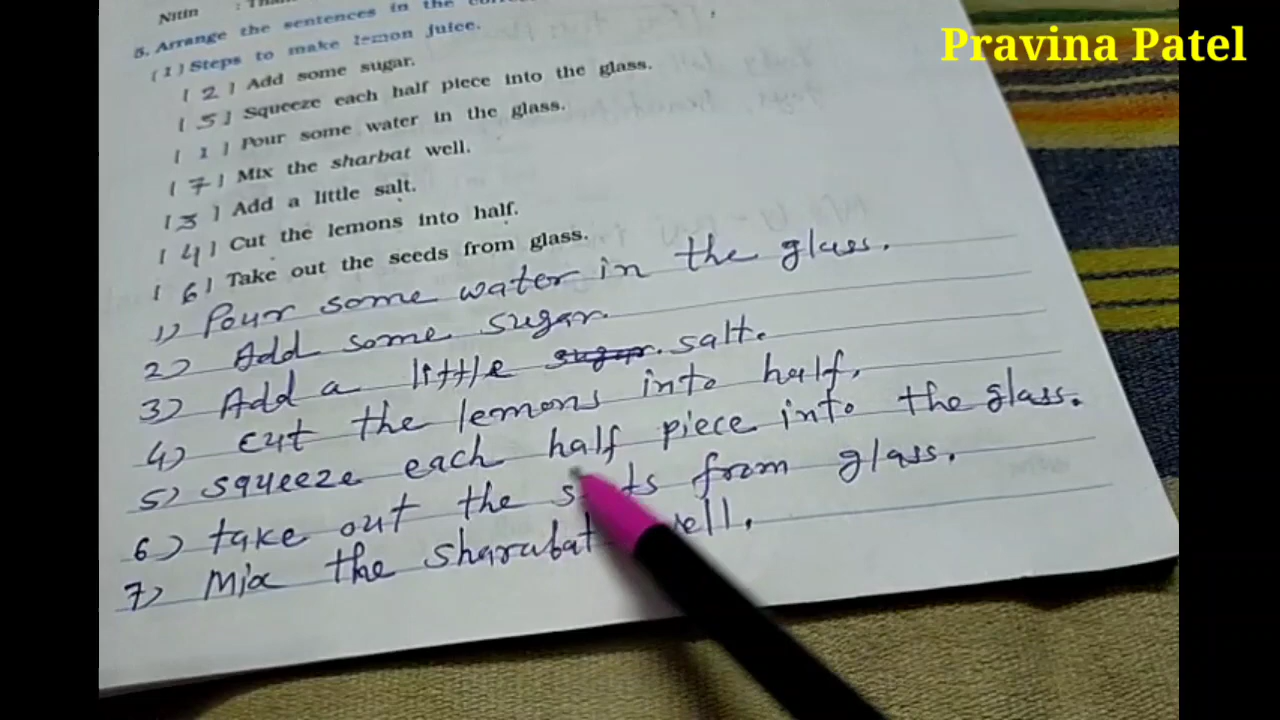 Pravina Patel
Nitin :
5. Arrange the sentences in the
(1) Steps to make lemon juice.
[ 2 ] Add some sugar.
[ 5 ] Squeeze each half piece into the glass.
[ 1 ] Pour some water in the glass.
[ 7 ] Mix the sharbat well.
[ 3 ] Add a little salt.
[ 4 ] Cut the lemons into half.
[ 6 ] Take out the seeds from glass.
1) Pour some water in the glass.
2) Add some sugar.
3) Add a little sugar. salt.
4) cut the lemons into half.
5) squeeze each half piece into the glass.
6) take out the from glass.
7) Mix the sharubat